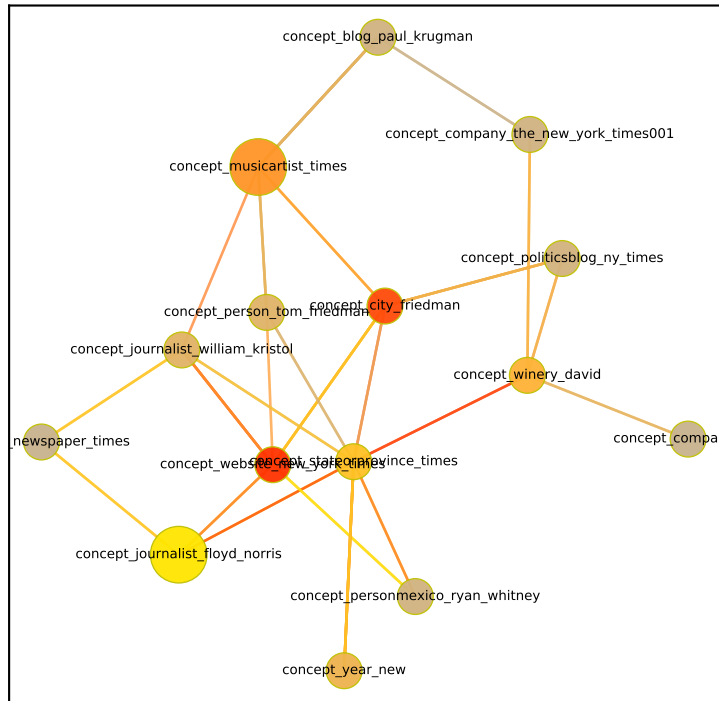 concept_blog_paul_krugman
concept_company_the_new_york_times001
concept_musicartist_times
concept_politicsblog_ny_times
concept_person_tom_friedman
concept_city_friedman
concept_journalist_william_kristol
concept_winery_david
_newspaper_times
concept_compa
concept_website_new_york_times
concept_stateorprovince_times
concept_journalist_floyd_norris
concept_personmexico_ryan_whitney
concept_year_new